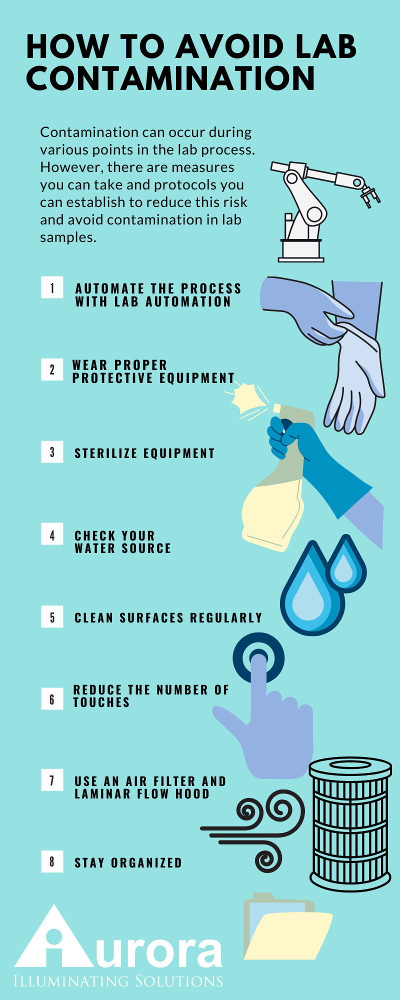 HOW TO AVOID LAB
CONTAMINATION
Contamination can occur during
various points in the lab process.
However, there are measures
you can take and protocols you
can establish to reduce this risk
and avoid contamination in lab
samples.
1
AUTOMATE THE PROCESS
WITH LAB AUTOMATION
2
WEAR PROPER
PROTECTIVE EQUIPMENT
3
STERILIZE EQUIPMENT
4
CHECK YOUR
WATER SOURCE
5
CLEAN SURFACES REGULARLY
6
REDUCE THE NUMBER OF
TOUCHES
7
USE AN AIR FILTER AND
LAMINAR FLOW HOOD
8
STAY ORGANIZED
Aurora
ILLUMINATING SOLUTIONS